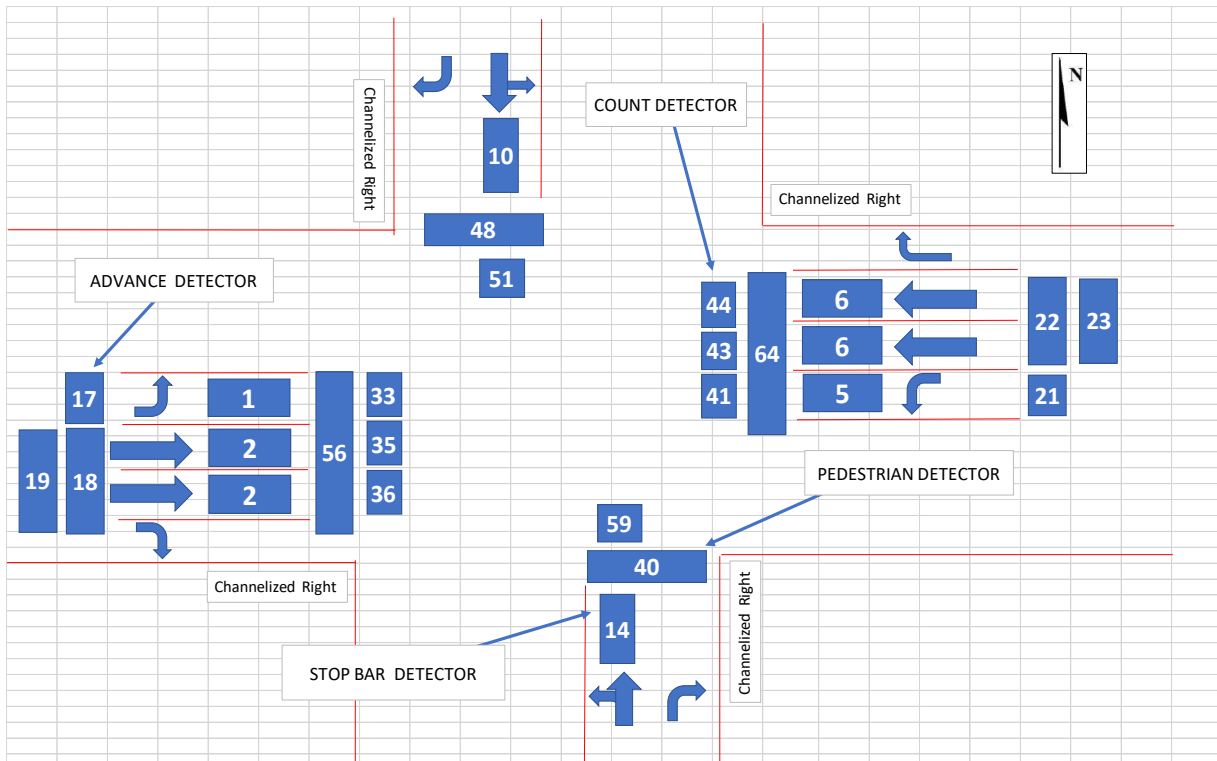 N
COUNT DETECTOR
Channelized Right
10
Channelized Right
48
ADVANCE DETECTOR
51
44
6
22
23
43
64
6
41
5
21
17
1
33
19
18
2
56
35
2
36
PEDESTRIAN DETECTOR
59
40
Channelized Right
Channelized Right
14
STOP BAR DETECTOR